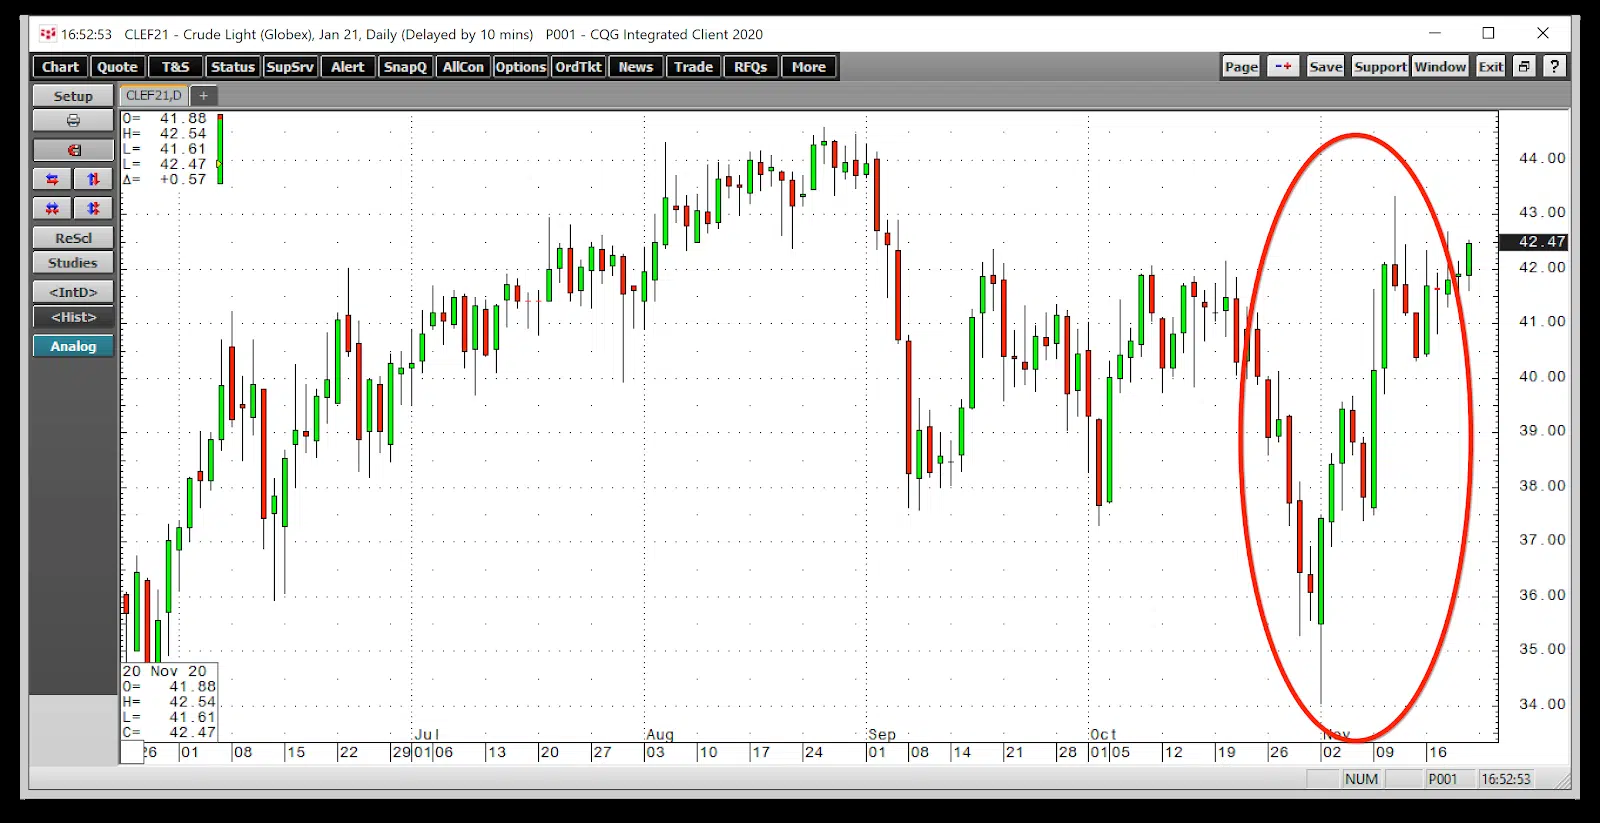 16:52:53 CLEF21 - Crude Light (Globex), Jan 21, Daily (Delayed by 10 mins) P001 - CQG Integrated Client 2020
Chart Quote T&S Status SupSrv Alert SnapQ AllCon Options OrdTkt News Trade RFQs More Page Save Support Window Exit ?
Setup
CLEF21,D +
O= 41.88
H= 42.54
L= 41.61
L= 42.47
Δ= +0.57
ReScl
Studies
<IntD>
<Hist>
Analog
44.00
43.00
42.47
42.00
41.00
40.00
39.00
38.00
37.00
36.00
35.00
34.00
20 Nov 20
O= 41.88
H= 42.54
L= 41.61
C= 42.47
Jul Aug Sep Oct Nov
26 01 08 15 22 29 01 06 13 20 27 03 10 17 24 01 08 14 21 28 01 05 12 19 26 02 09 16
NUM P001 16:52:53